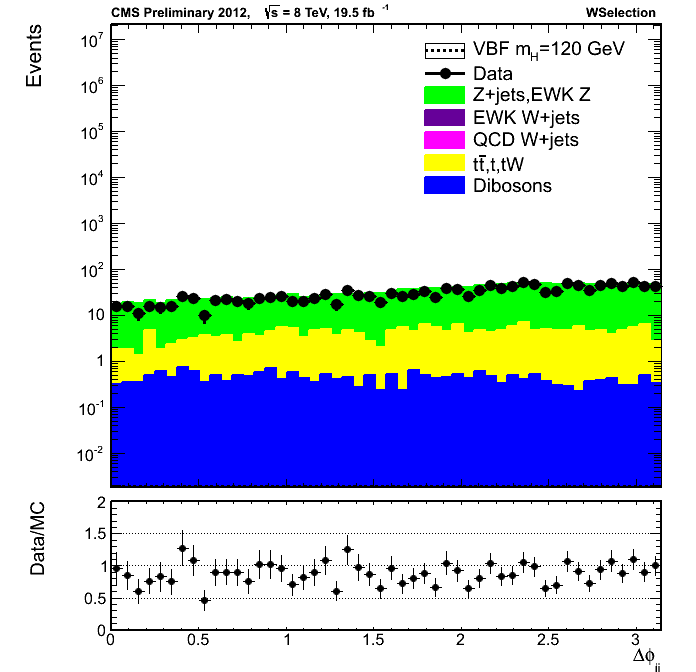 CMS Preliminary 2012, √s = 8 TeV, 19.5 fb⁻¹ WSelection
Events
10⁷
10⁶
10⁵
10⁴
10³
10²
10
1
10⁻¹
10⁻²
VBF m_H=120 GeV
Data
Z+jets,EWK Z
EWK W+jets
QCD W+jets
tt̄,t,tW
Dibosons
Data/MC
2
1.5
1
0.5
0
0 0.5 1 1.5 2 2.5 3
Δϕ_jj